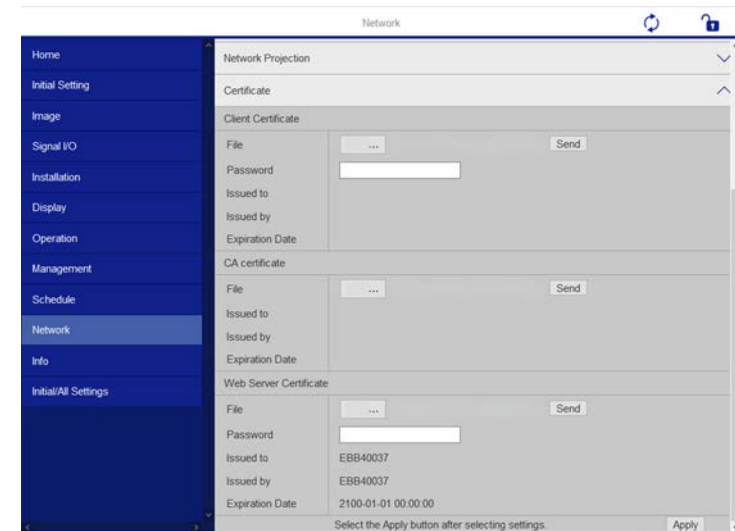 Network
Home
Initial Setting
Image
Signal I/O
Installation
Display
Operation
Management
Schedule
Network
Info
Initial/All Settings
Network Projection
Certificate
Client Certificate
File ... Send
Password
Issued to
Issued by
Expiration Date
CA certificate
File ... Send
Issued to
Issued by
Expiration Date
Web Server Certificate
File ... Send
Password
Issued to EBB40037
Issued by EBB40037
Expiration Date 2100-01-01 00:00:00
Select the Apply button after selecting settings. Apply